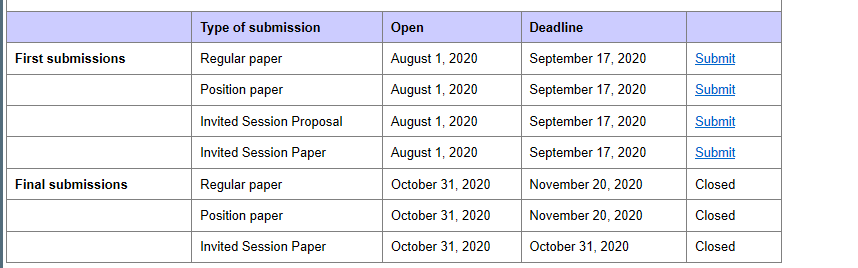 Type of submission Open Deadline
First submissions Regular paper August 1, 2020 September 17, 2020 Submit
Position paper August 1, 2020 September 17, 2020 Submit
Invited Session Proposal August 1, 2020 September 17, 2020 Submit
Invited Session Paper August 1, 2020 September 17, 2020 Submit
Final submissions Regular paper October 31, 2020 November 20, 2020 Closed
Position paper October 31, 2020 November 20, 2020 Closed
Invited Session Paper October 31, 2020 October 31, 2020 Closed